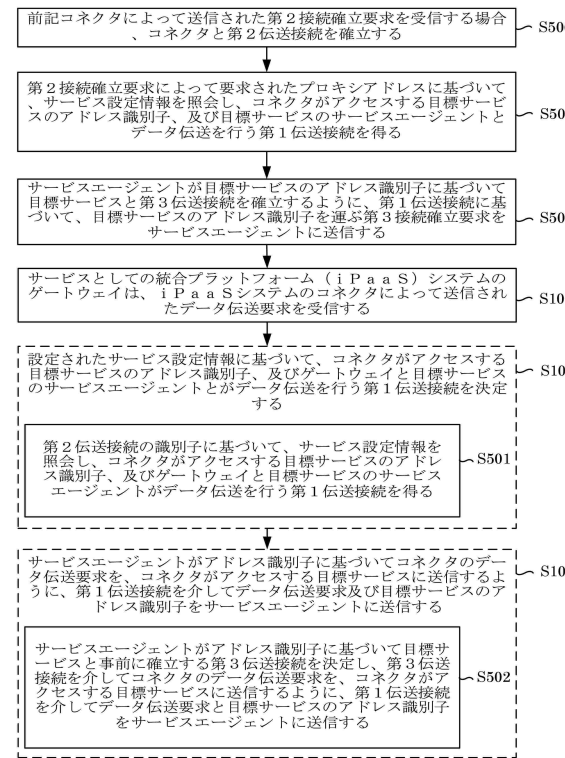 前記コネクタによって送信された第２接続確立要求を受信する場合
、コネクタと第２伝送接続を確立する
S50
第２接続確立要求によって要求されたプロキシアドレスに基づいて
、サービス設定情報を照会し、コネクタがアクセスする目標サービ
スのアドレス識別子、及び目標サービスのサービスエージェントと
データ伝送を行う第１伝送接続を得る
S50
サービスエージェントが目標サービスのアドレス識別子に基づいて
目標サービスと第３伝送接続を確立するように、第１伝送接続に基
づいて、目標サービスのアドレス識別子を運ぶ第３接続確立要求を
サービスエージェントに送信する
S50
サービスとしての統合プラットフォーム（ｉＰａａＳ）システムの
ゲートウェイは、ｉＰａａＳシステムのコネクタによって送信され
たデータ伝送要求を受信する
S10
設定されたサービス設定情報に基づいて、コネクタがアクセスする
目標サービスのアドレス識別子、及びゲートウェイと目標サービス
のサービスエージェントとがデータ伝送を行う第１伝送接続を決定
する
S10
第２伝送接続の識別子に基づいて、サービス設定情報を
照会し、コネクタがアクセスする目標サービスのアドレ
ス識別子、及びゲートウェイと目標サービスのサービス
エージェントがデータ伝送を行う第１伝送接続を得る
S501
サービスエージェントがアドレス識別子に基づいてコネクタのデー
タ伝送要求を、コネクタがアクセスする目標サービスに送信するよ
うに、第１伝送接続を介してデータ伝送要求及び目標サービスのア
ドレス識別子をサービスエージェントに送信する
S10
サービスエージェントがアドレス識別子に基づいて目標サ
ービスと事前に確立する第３伝送接続を決定し、第３伝送
接続を介してコネクタのデータ伝送要求を、コネクタがア
クセスする目標サービスに送信するように、第１伝送接続
を介してデータ伝送要求と目標サービスのアドレス識別子
をサービスエージェントに送信する
S502